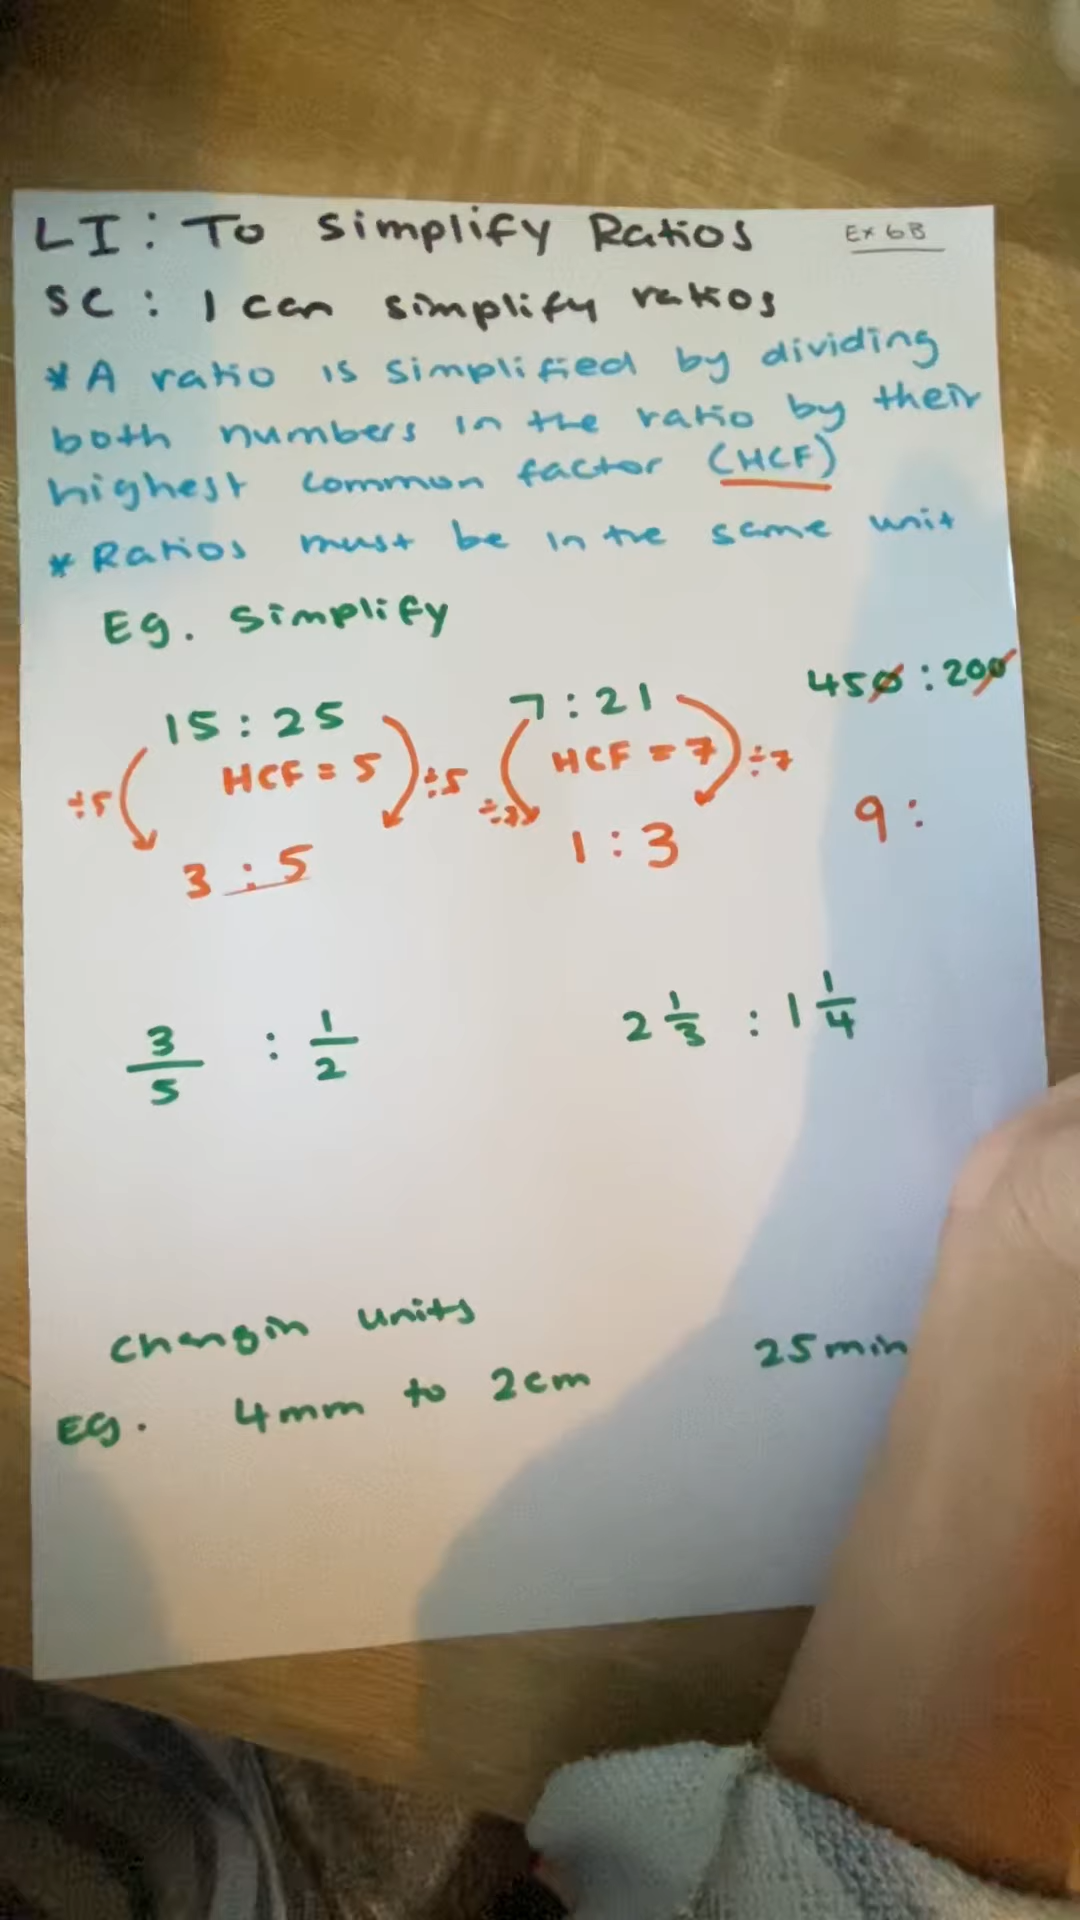 LI: To simplify Ratios
Ex 6B
SC: I can simplify ratios
* A ratio is simplified by dividing
both numbers in the ratio by their
highest common factor (HCF)
* Ratios must be in the same unit
Eg. Simplify
15:25
7:21
450:200
HCF = 5
HCF = 7
÷5
÷5
÷7
÷7
3:5
1:3
9:
3/5 : 1/2
2 1/3 : 1 1/4
changin units
EG. 4mm to 2cm
25min